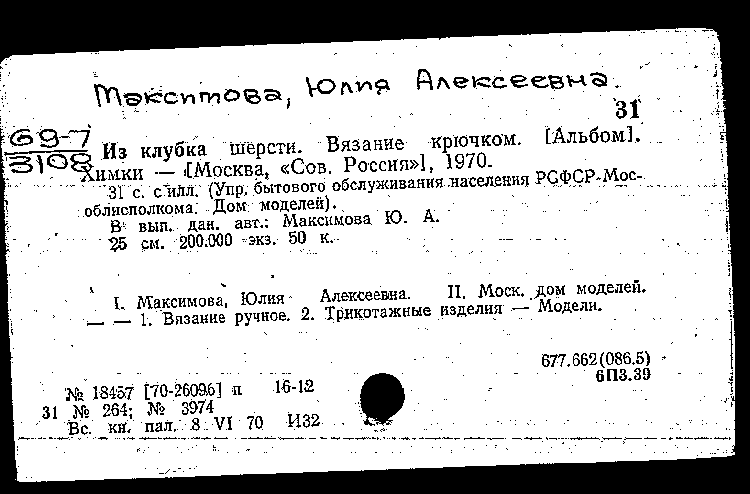 Максимова, Юлия Алексеевна.
31
69-7
3108
Из клубка шерсти. Вязание крючком. [Альбом].
Химки — [Москва, «Сов. Россия»], 1970.
31 с. с илл. (Упр. бытового обслуживания населения РСФСР. Мос-
облисполкома. Дом моделей).
В вып. дан. авт.: Максимова Ю. А.
25 см. 200.000 экз. 50 к.
I. Максимова, Юлия Алексеевна. II. Моск. дом моделей.
— — 1. Вязание ручное. 2. Трикотажные изделия — Модели.
677.662(086.5)
6П3.39
№ 18457 [70-26096] п 16-12
31 № 264; № 3974
Вс. кн. пал. 8 VI 70 И32